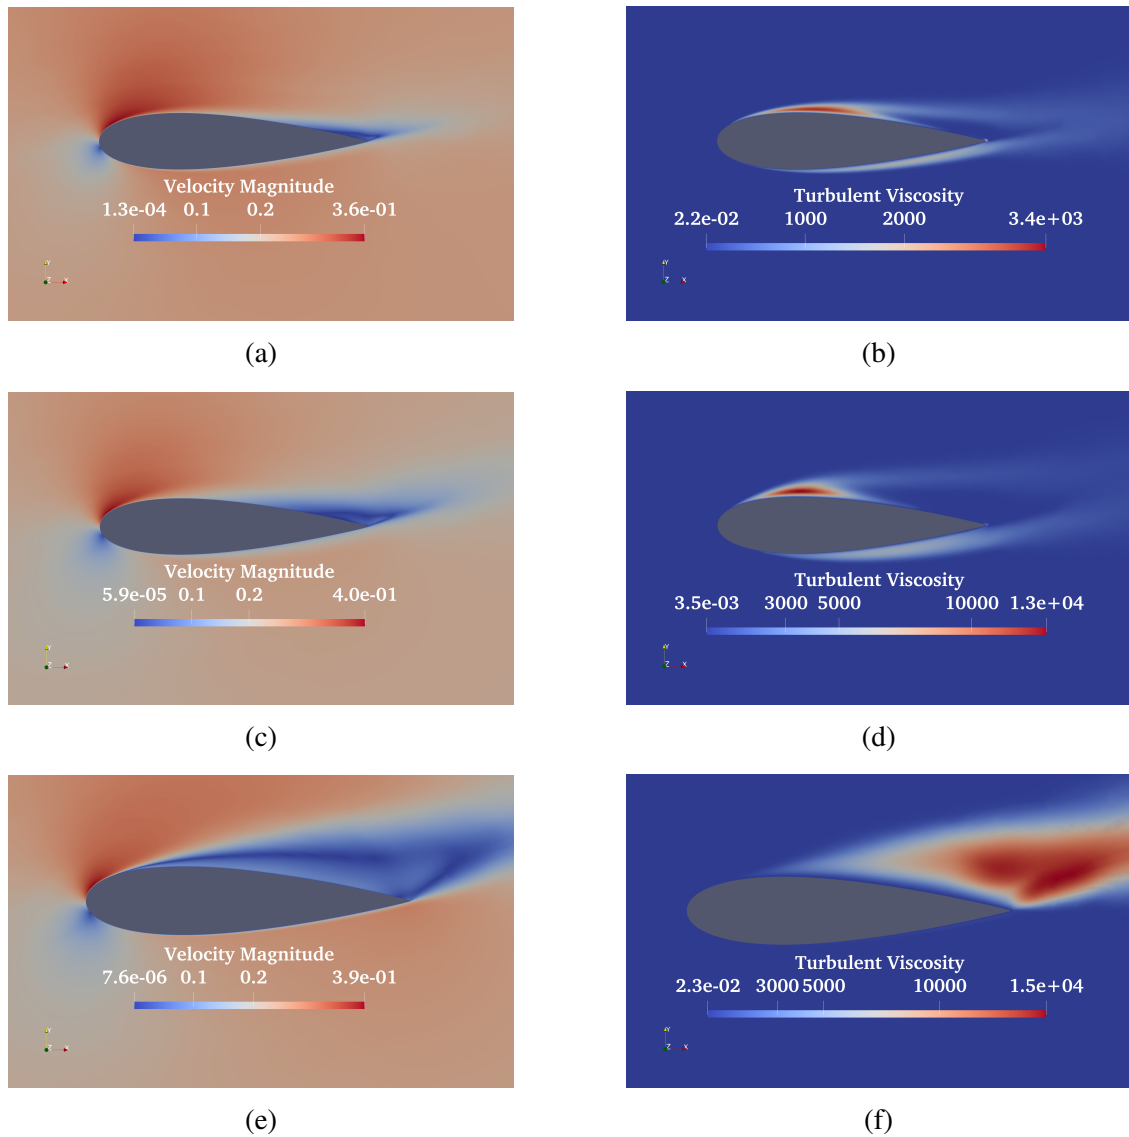 Velocity Magnitude
1.3e-04 0.1 0.2 3.6e-01
Y
Z X
(a)
Turbulent Viscosity
2.2e-02 1000 2000 3.4e+03
Y
Z X
(b)
Velocity Magnitude
5.9e-05 0.1 0.2 4.0e-01
Y
Z X
(c)
Turbulent Viscosity
3.5e-03 3000 5000 10000 1.3e+04
Y
Z X
(d)
Velocity Magnitude
7.6e-06 0.1 0.2 3.9e-01
Y
Z X
(e)
Turbulent Viscosity
2.3e-02 3000 5000 10000 1.5e+04
Y
Z X
(f)